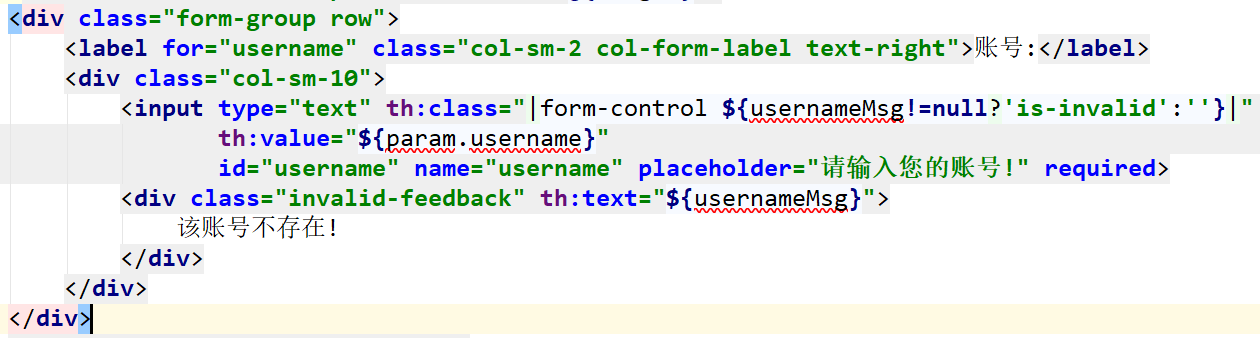 <div class="form-group row">
    <label for="username" class="col-sm-2 col-form-label text-right">账号:</label>
    <div class="col-sm-10">
        <input type="text" th:class="|form-control ${usernameMsg!=null?'is-invalid':''}|"
               th:value="${param.username}"
               id="username" name="username" placeholder="请输入您的账号!" required>
        <div class="invalid-feedback" th:text="${usernameMsg}">
            该账号不存在!
        </div>
    </div>
</div>